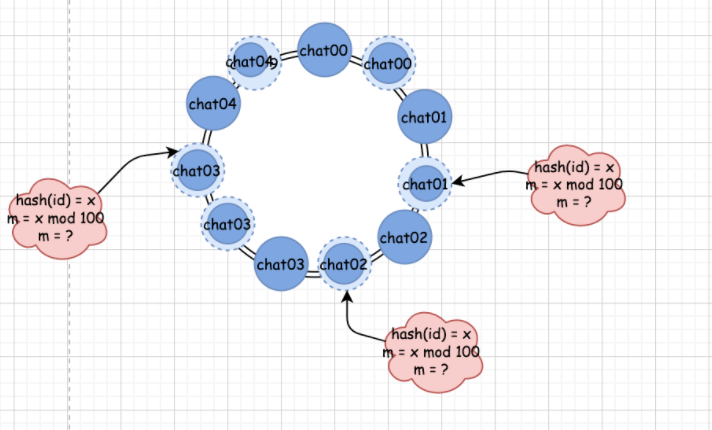 chat00
chat00
chat01
chat01
chat02
chat02
chat03
chat03
chat03
chat04
chat04
hash(id) = x
m = x mod 100
m = ?
hash(id) = x
m = x mod 100
m = ?
hash(id) = x
m = x mod 100
m = ?